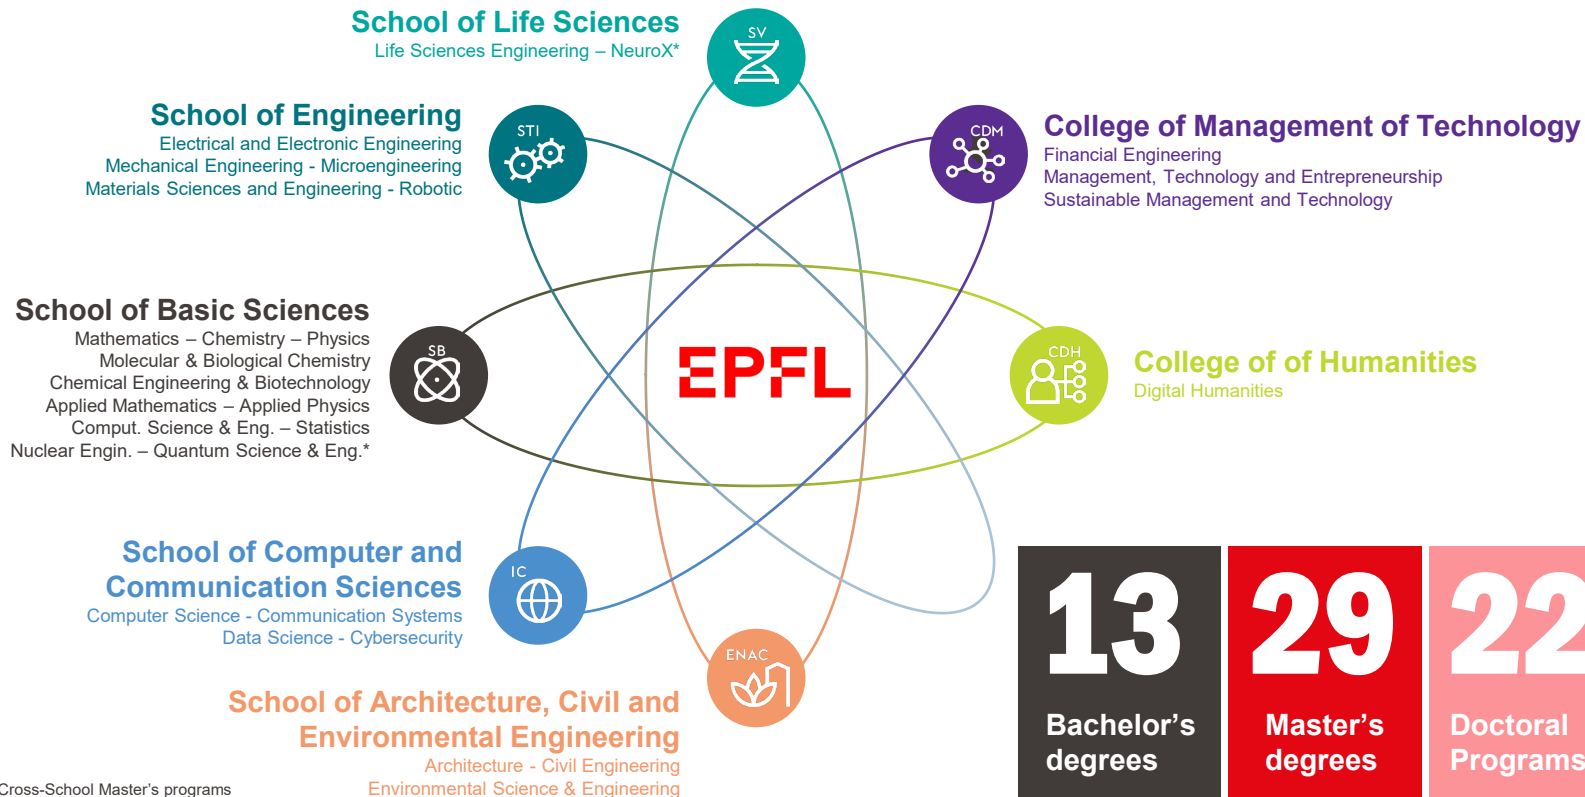 School of Life Sciences
Life Sciences Engineering – NeuroX*
SV
School of Engineering
Electrical and Electronic Engineering
Mechanical Engineering - Microengineering
Materials Sciences and Engineering - Robotic
STI
CDM
College of Management of Technology
Financial Engineering
Management, Technology and Entrepreneurship
Sustainable Management and Technology
School of Basic Sciences
Mathematics – Chemistry – Physics
Molecular & Biological Chemistry
Chemical Engineering & Biotechnology
Applied Mathematics – Applied Physics
Comput. Science & Eng. – Statistics
Nuclear Engin. – Quantum Science & Eng.*
SB
EPFL
CDH
College of of Humanities
Digital Humanities
School of Computer and
Communication Sciences
Computer Science - Communication Systems
Data Science - Cybersecurity
IC
ENAC
School of Architecture, Civil and
Environmental Engineering
Architecture - Civil Engineering
Environmental Science & Engineering
Cross-School Master's programs
13
Bachelor's
degrees
29
Master's
degrees
22
Doctoral
Programs